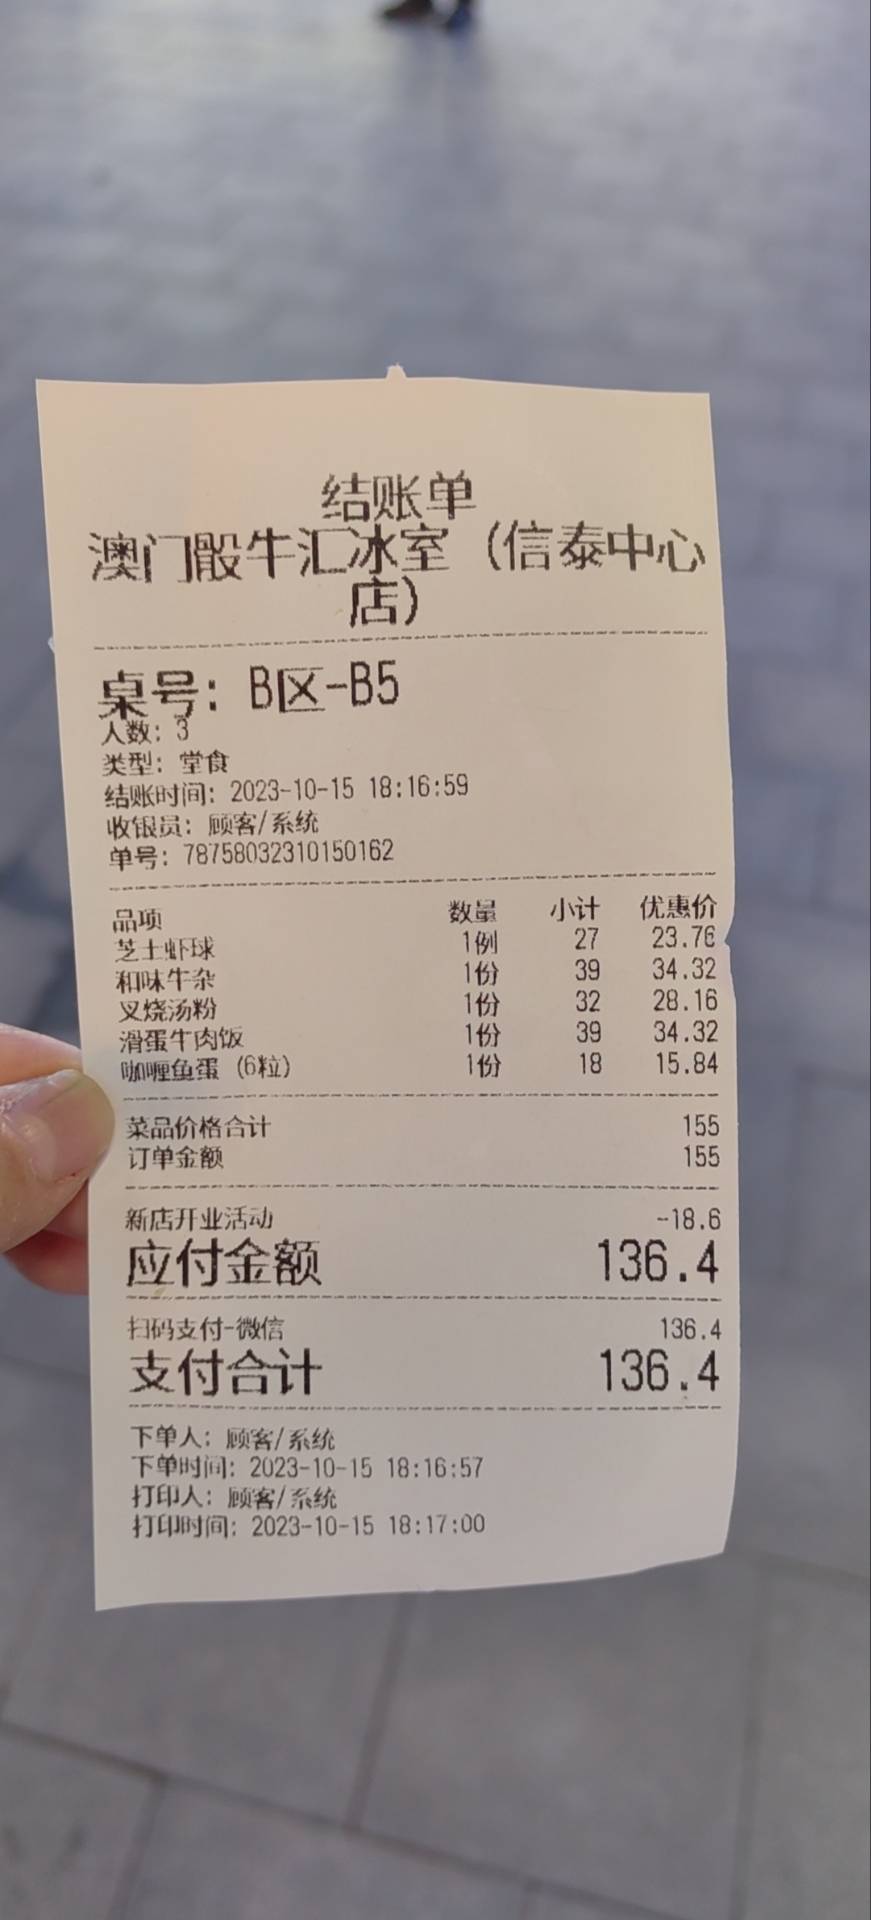 结账单
澳门骰牛汇冰室（信泰中心
店）
桌号：B区-B5
人数：3
类型：堂食
结账时间：2023-10-15 18:16:59
收银员：顾客/系统
单号：78758032310150162
品项 数量 小计 优惠价
芝士虾球 1例 27 23.76
和味牛杂 1份 39 34.32
叉烧汤粉 1份 32 28.16
滑蛋牛肉饭 1份 39 34.32
咖喱鱼蛋（6粒） 1份 18 15.84
菜品价格合计 155
订单金额 155
新店开业活动 -18.6
应付金额 136.4
扫码支付-微信 136.4
支付合计 136.4
下单人：顾客/系统
下单时间：2023-10-15 18:16:57
打印人：顾客/系统
打印时间：2023-10-15 18:17:00